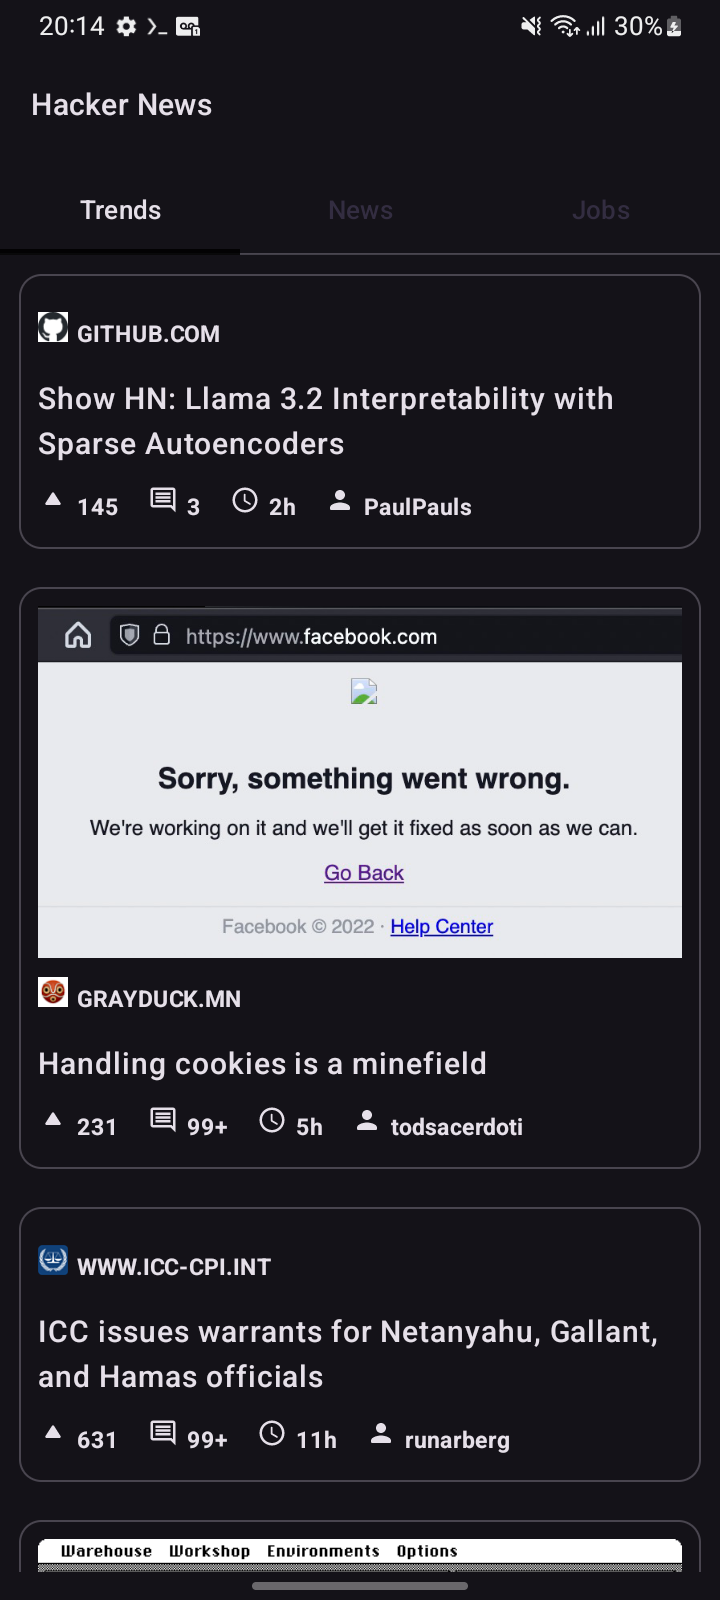 20:14 30%
Hacker News
Trends News Jobs
GITHUB.COM
Show HN: Llama 3.2 Interpretability with
Sparse Autoencoders
145 3 2h PaulPauls
https://www.facebook.com
Sorry, something went wrong.
We're working on it and we'll get it fixed as soon as we can.
Go Back
Facebook © 2022 · Help Center
GRAYDUCK.MN
Handling cookies is a minefield
231 99+ 5h todsacerdoti
WWW.ICC-CPI.INT
ICC issues warrants for Netanyahu, Gallant,
and Hamas officials
631 99+ 11h runarberg
Warehouse Workshop Environments Options